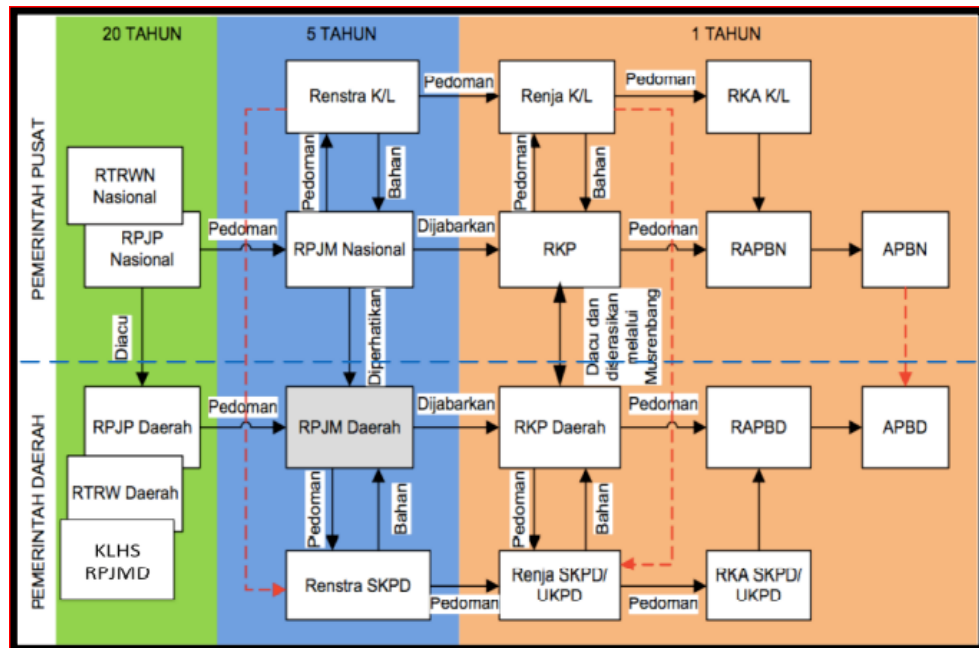 20 TAHUN
5 TAHUN
1 TAHUN
PEMERINTAH PUSAT
Renstra K/L
Pedoman
Renja K/L
Pedoman
RKA K/L
Pedoman
Bahan
Pedoman
Bahan
RTRWN
Nasional
RPJP
Nasional
Pedoman
RPJM Nasional
Dijabarkan
RKP
Pedoman
RAPBN
APBN
Diacu
Diperhatikan
Diacu dan
diserasikan
melalui
Musrenbang
PEMERINTAH DAERAH
RPJP Daerah
Pedoman
RPJM Daerah
Dijabarkan
RKP Daerah
Pedoman
RAPBD
APBD
RTRW Daerah
KLHS
RPJMD
Pedoman
Bahan
Pedoman
Bahan
Renstra SKPD
Pedoman
Renja SKPD/
UKPD
Pedoman
RKA SKPD/
UKPD